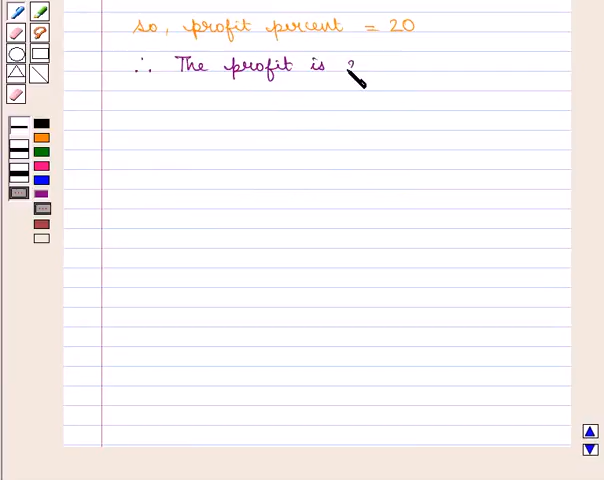 so, profit percent = 20
∴ The profit is